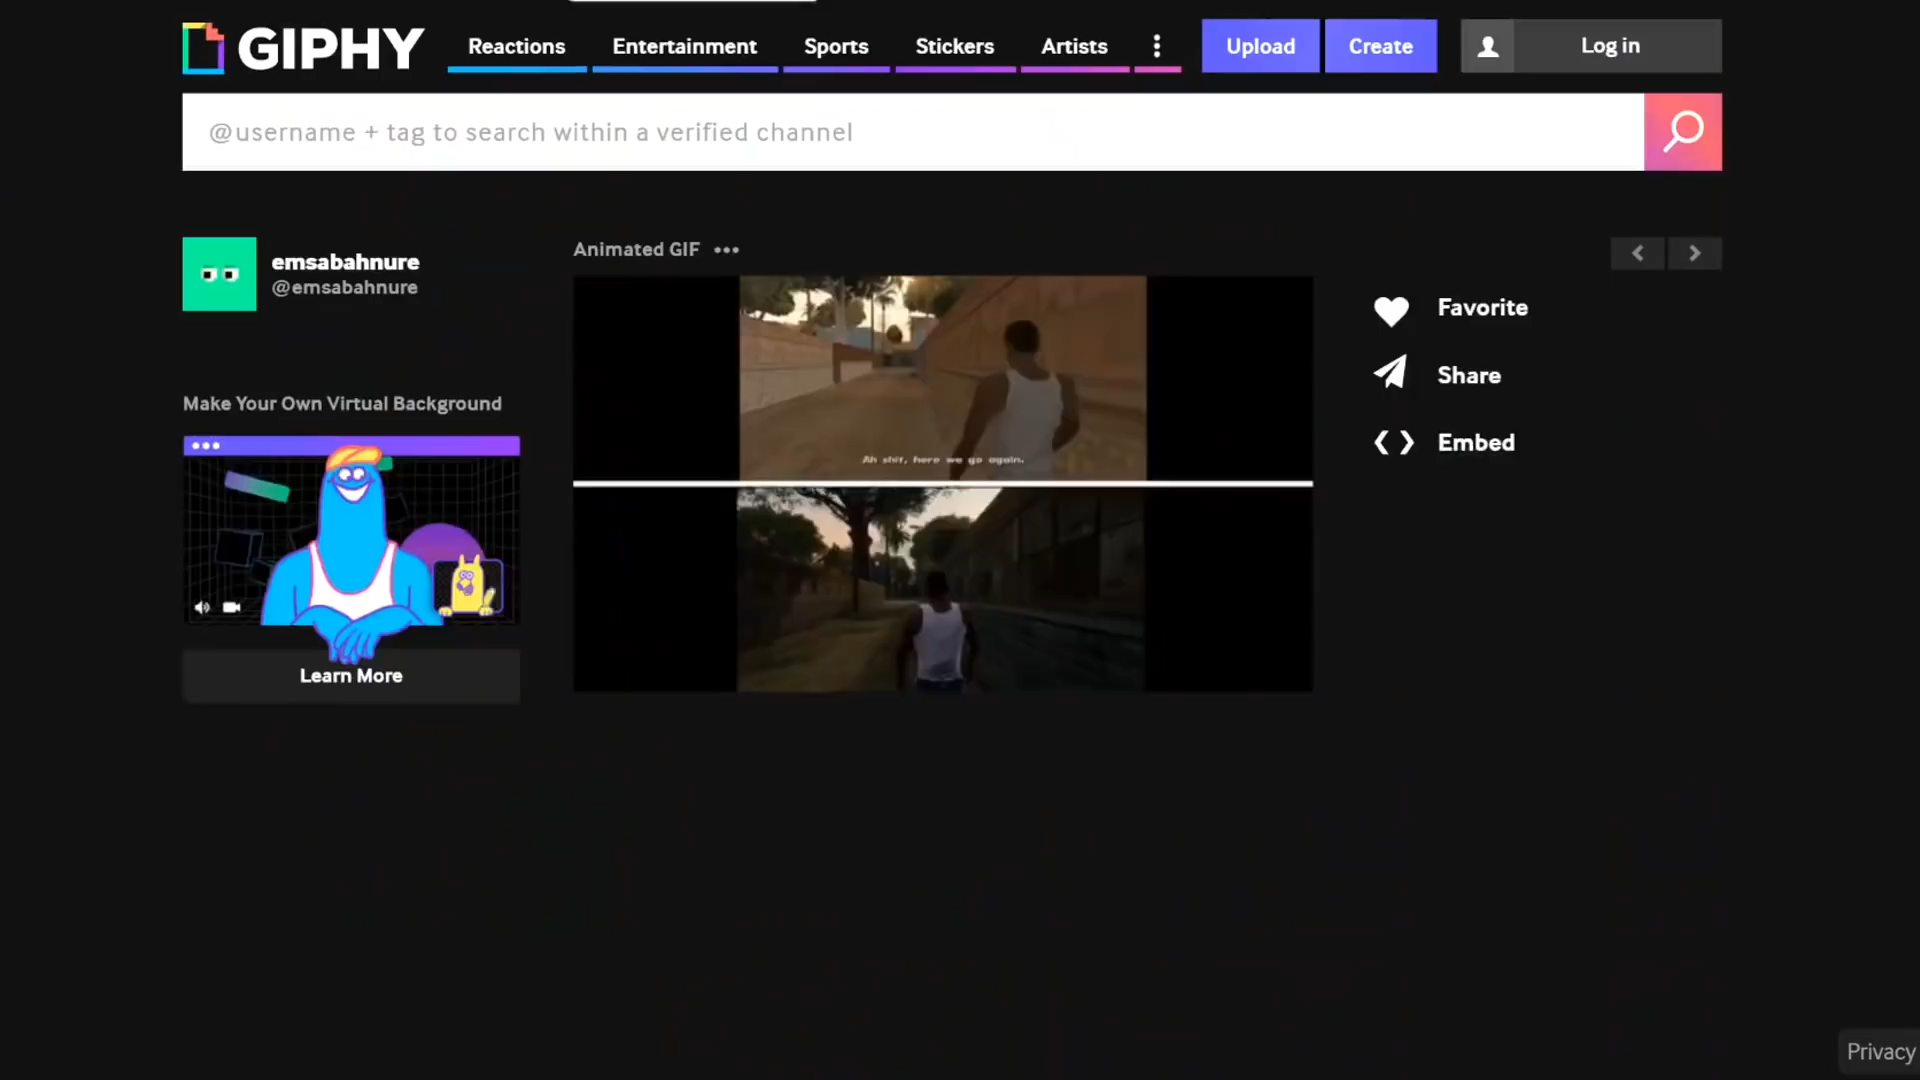 GIPHY
Reactions
Entertainment
Sports
Stickers
Artists
Upload
Create
Log in
@username + tag to search within a verified channel
emsabahnure
@emsabahnure
Animated GIF
Favorite
Share
Embed
Ah shit, here we go again.
Make Your Own Virtual Background
Learn More
Privacy